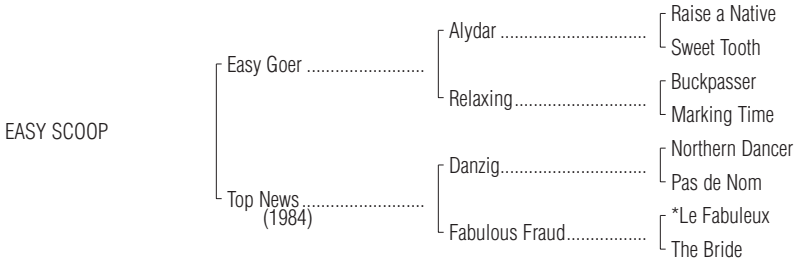 Raise a Native
Alydar ..............................
Sweet Tooth
Easy Goer ........................
Buckpasser
Relaxing...........................
Marking Time
EASY SCOOP
Northern Dancer
Danzig..............................
Pas de Nom
Top News.........................
(1984)
*Le Fabuleux
Fabulous Fraud................
The Bride